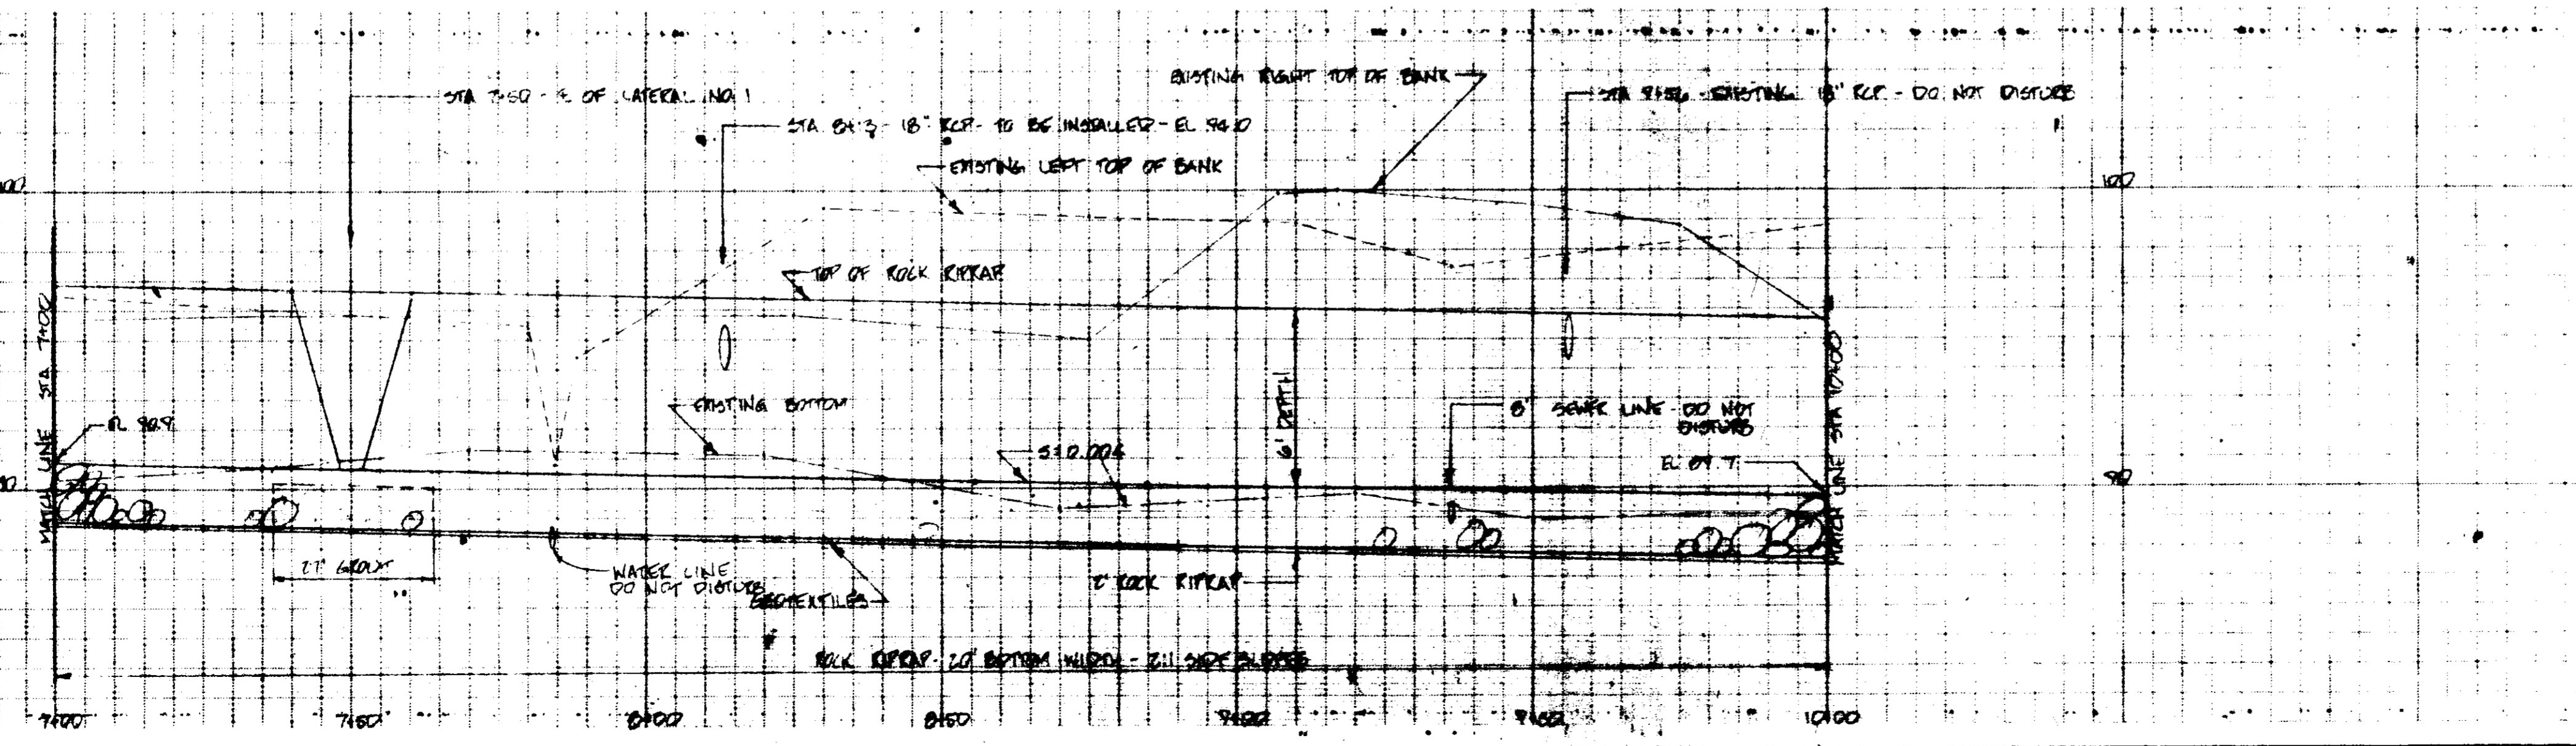 EXISTING RIGHT TOP OF BANK
STA 7+50 - ℄ OF LATERAL NO. 1
STA 9+56 - EXISTING 18" RCP - DO NOT DISTURB
STA 8+13 - 18" RCP - TO BE INSTALLED - EL 94.0
EXISTING LEFT TOP OF BANK
100
TOP OF ROCK RIPRAP
MATCH LINE STA 7+00
6' DEPTH
MATCH LINE STA 10+00
EXISTING BOTTOM
8" SEWER LINE - DO NOT
DISTURB
EL 90.9
S=0.004
EL 89.7
90
27' GROUT
WATER LINE
DO NOT DISTURB
GEOTEXTILES
2' ROCK RIPRAP
ROCK RIPRAP - 20' BOTTOM WIDTH - 2:1 SIDE SLOPES
7+00 7+50 8+00 8+50 9+00 9+50 10+00